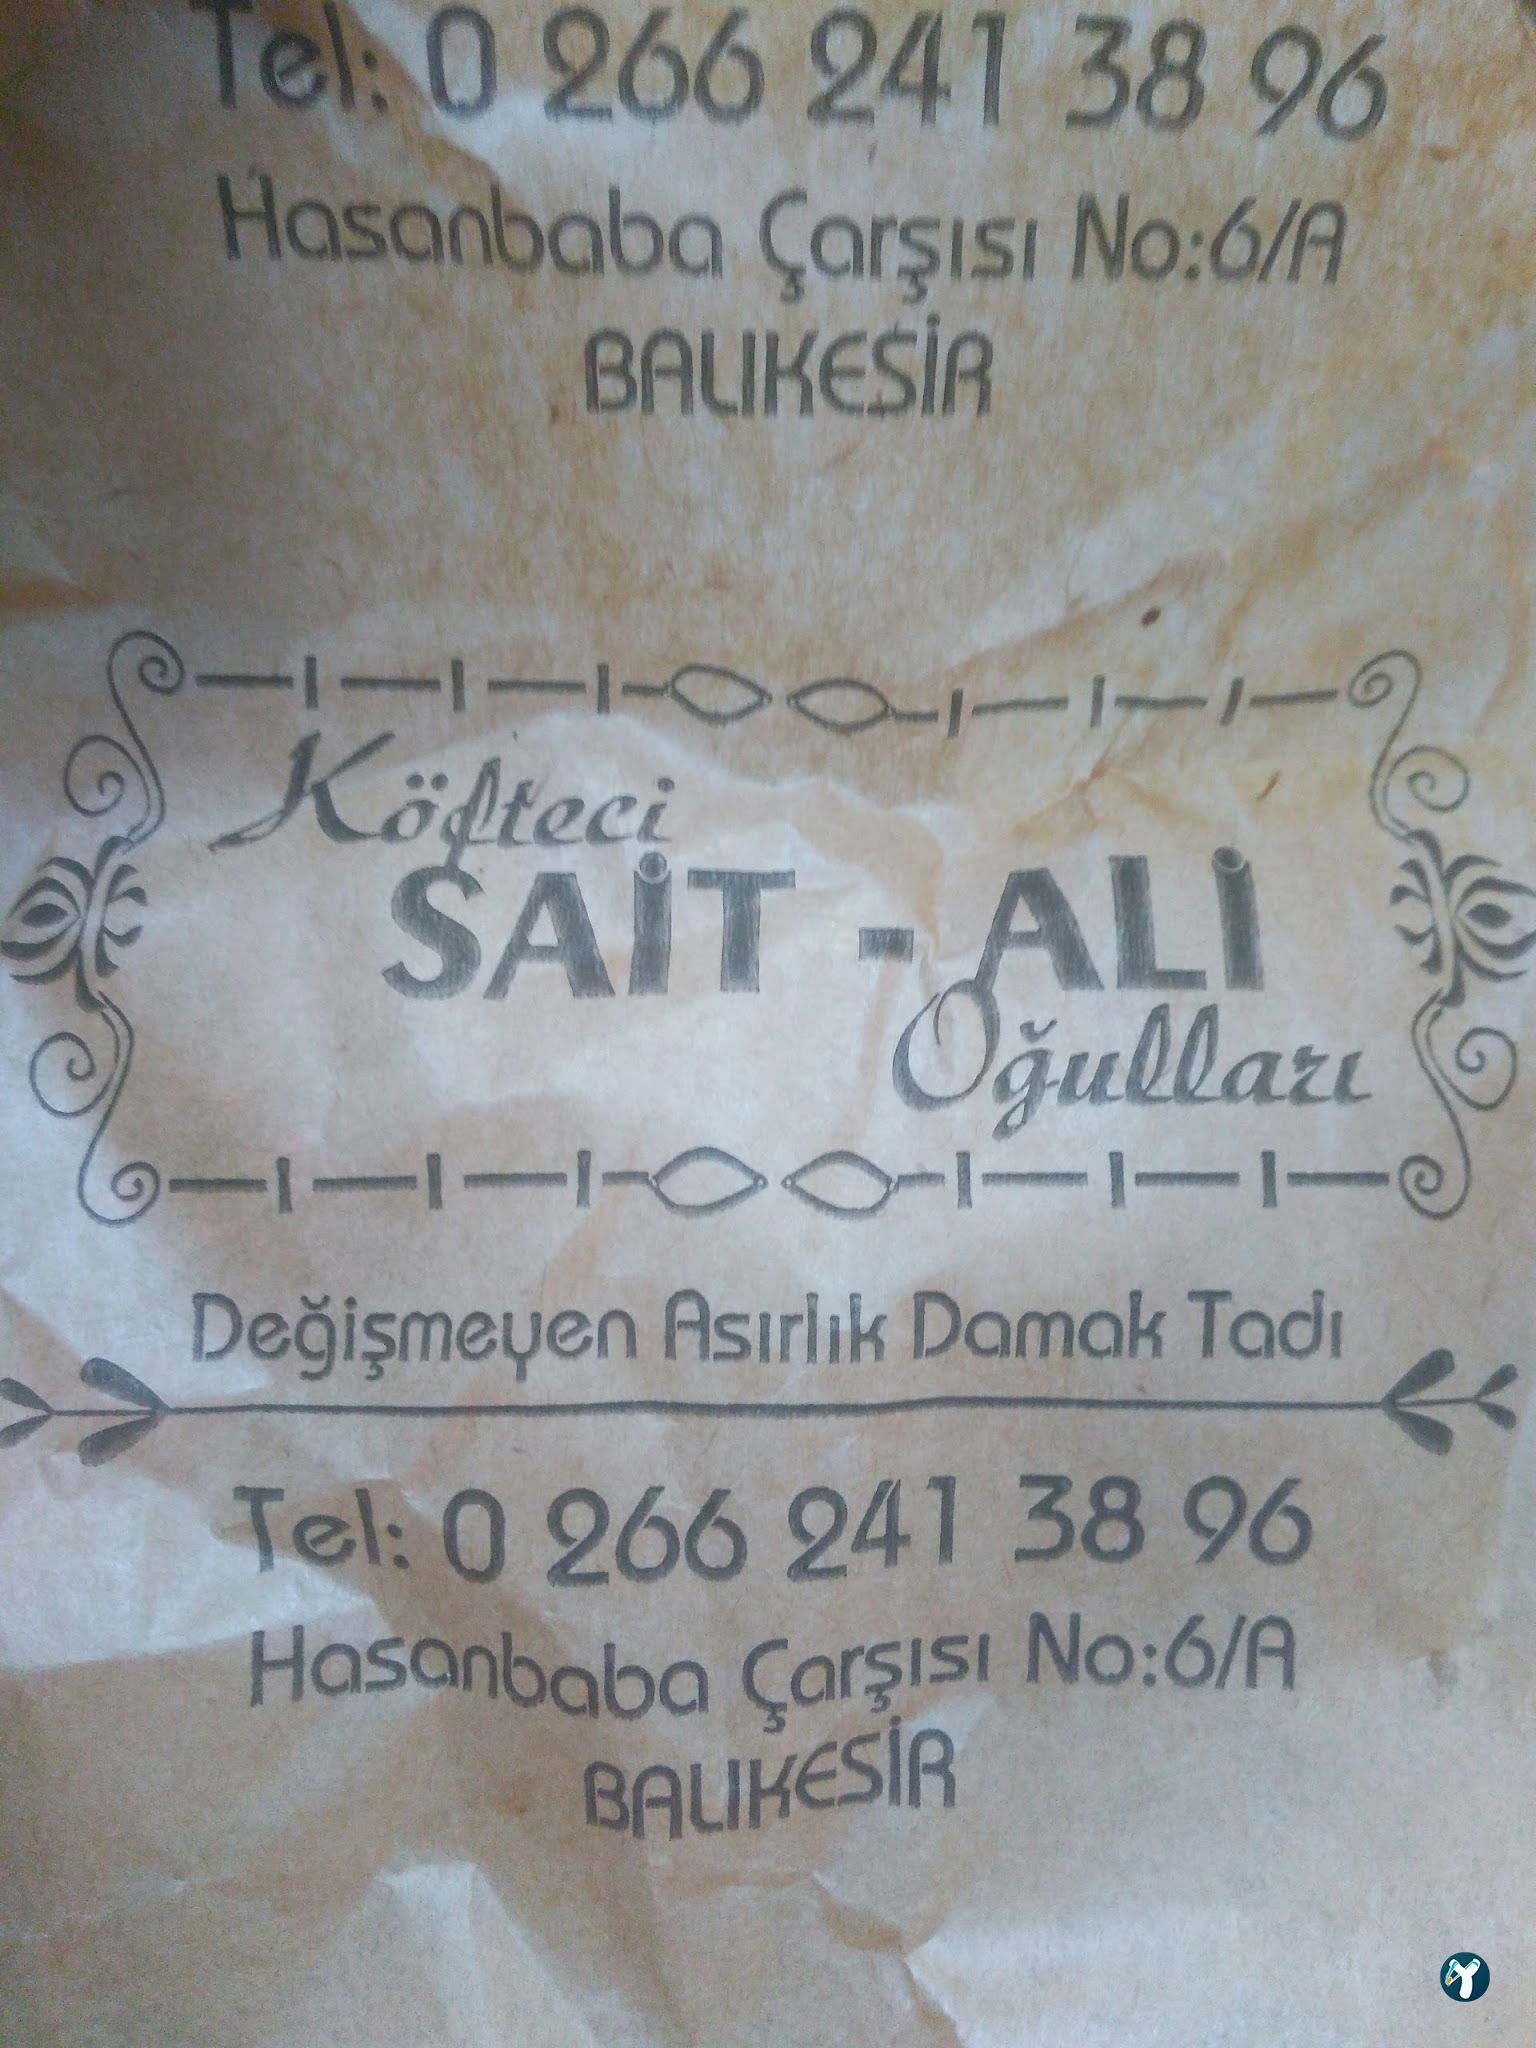 Tel: 0 266 241 38 96
Hasanbaba Çarşısı No:6/A
BALIKESİR
Köfteci
SAİT - ALİ
Oğulları
Değişmeyen Asırlık Damak Tadı
Tel: 0 266 241 38 96
Hasanbaba Çarşısı No:6/A
BALIKESİR